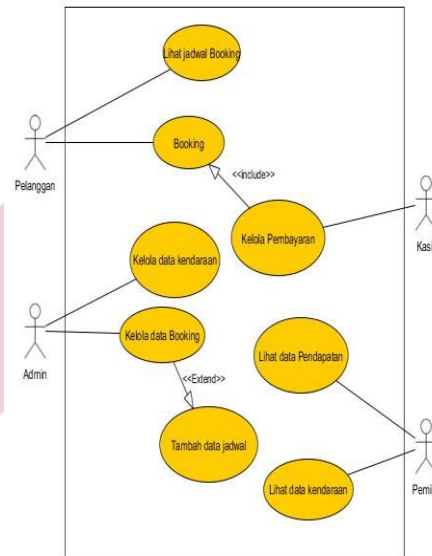 Lihat jadwal Booking
Booking
Pelanggan
<<include>>
Kelola Pembayaran
Kasi
Kelola data kendaraan
Kelola data Booking
Admin
Lihat data Pendapatan
<<Extend>>
Tambah data jadwal
Pemil
Lihat data kendaraan